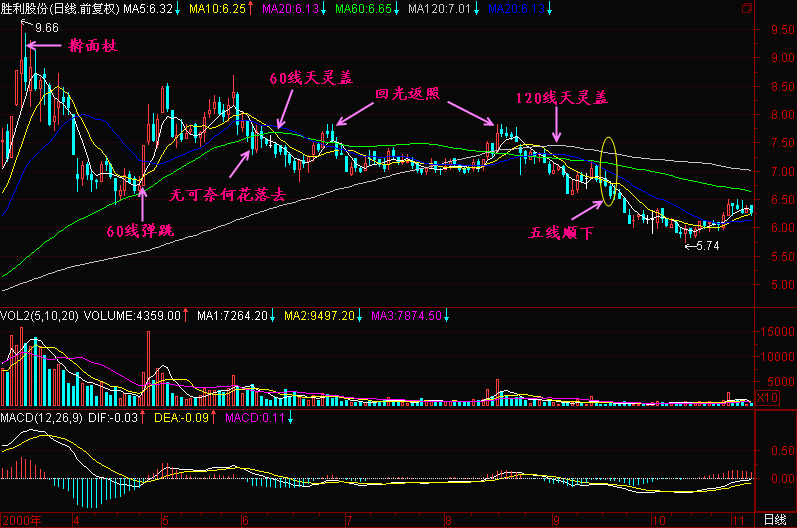 胜利股份(日线.前复权) MA5:6.32↓ MA10:6.25↑ MA20:6.13↓ MA60:6.65↓ MA120:7.01↓ MA20:6.13↓
9.66
擀面杖
9.50
9.00
8.50
60线天灵盖
回光返照
120线天灵盖
8.00
7.50
7.00
无可奈何花落去
6.50
60线弹跳
五线顺下
6.00
5.74
5.50
5.00
VOL2(5,10,20) VOLUME:4359.00↑ MA1:7264.20↓ MA2:9497.20↓ MA3:7874.50↓
15000
10000
5000
X10
MACD(12,26,9) DIF:-0.03↑ DEA:-0.09↑ MACD:0.11↓
0.50
0.00
2000年 4 5 6 7 8 9 10 11 日线